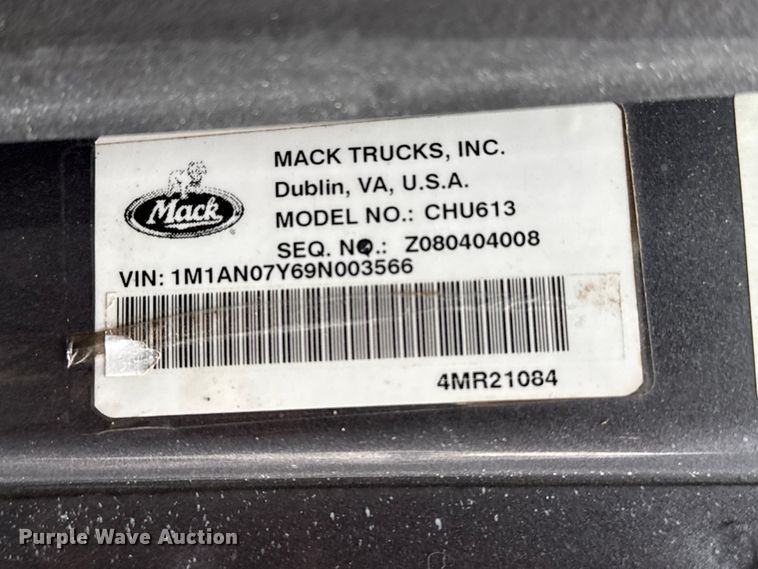 MACK TRUCKS, INC.
Dublin, VA, U.S.A.
MODEL NO.: CHU613
SEQ. NO.: Z080404008
Mack
VIN: 1M1AN07Y69N003566
4MR21084
Purple Wave Auction